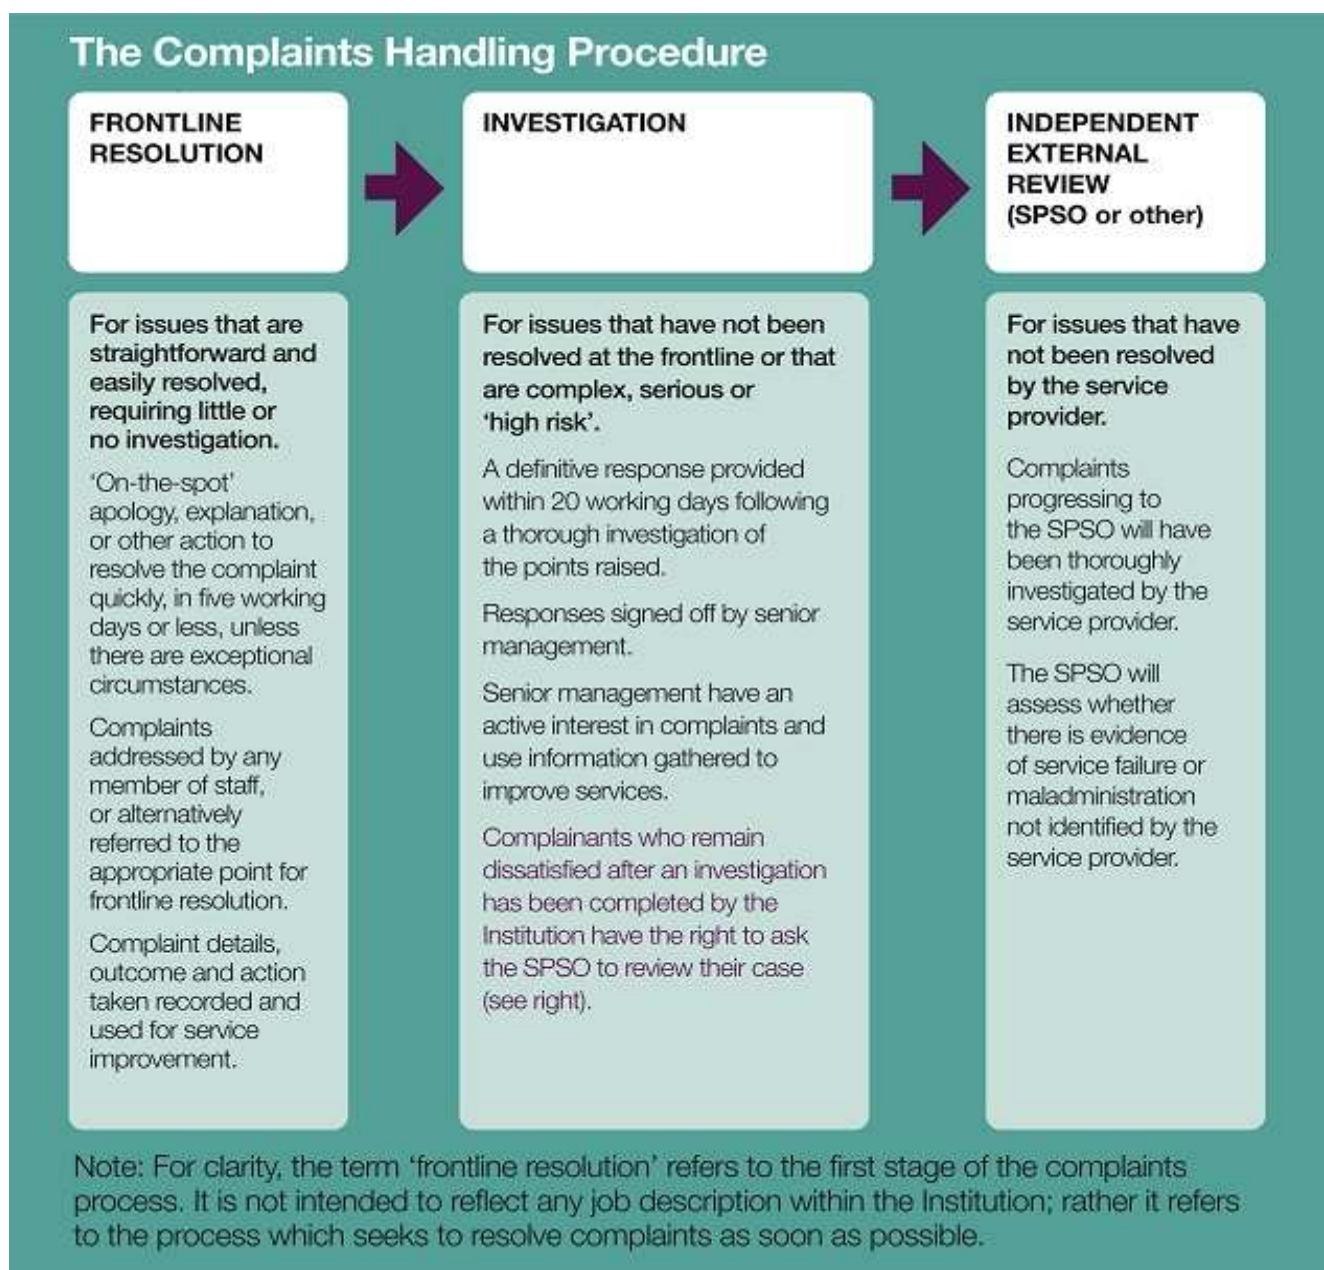 The Complaints Handling Procedure
FRONTLINE
RESOLUTION
INVESTIGATION
INDEPENDENT
EXTERNAL
REVIEW
(SPSO or other)
For issues that are
straightforward and
easily resolved,
requiring little or
no investigation.
‘On-the-spot’
apology, explanation,
or other action to
resolve the complaint
quickly, in five working
days or less, unless
there are exceptional
circumstances.
Complaints
addressed by any
member of staff,
or alternatively
referred to the
appropriate point for
frontline resolution.
Complaint details,
outcome and action
taken recorded and
used for service
improvement.
For issues that have not been
resolved at the frontline or that
are complex, serious or
‘high risk’.
A definitive response provided
within 20 working days following
a thorough investigation of
the points raised.
Responses signed off by senior
management.
Senior management have an
active interest in complaints and
use information gathered to
improve services.
Complainants who remain
dissatisfied after an investigation
has been completed by the
Institution have the right to ask
the SPSO to review their case
(see right).
For issues that have
not been resolved
by the service
provider.
Complaints
progressing to
the SPSO will have
been thoroughly
investigated by the
service provider.
The SPSO will
assess whether
there is evidence
of service failure or
maladministration
not identified by the
service provider.
Note: For clarity, the term ‘frontline resolution’ refers to the first stage of the complaints
process. It is not intended to reflect any job description within the Institution; rather it refers
to the process which seeks to resolve complaints as soon as possible.